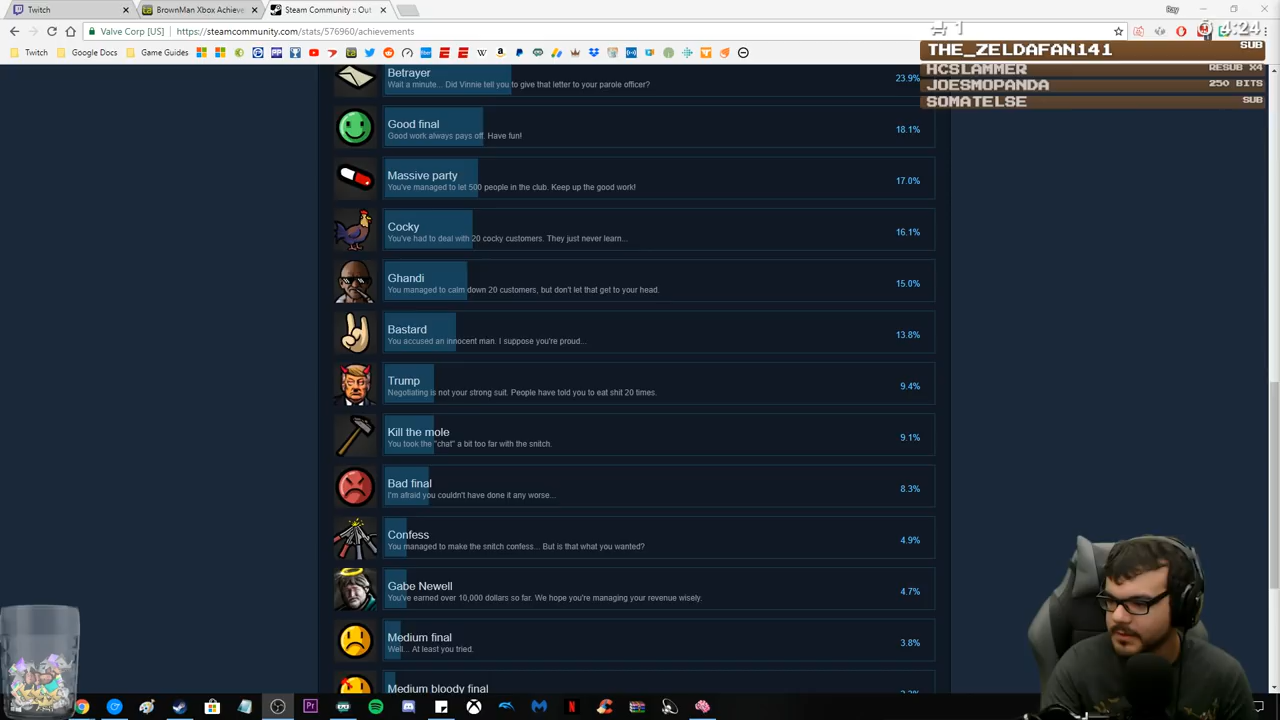 Twitch
BrownMan Xbox Achieve
Steam Community :: Out
Ray
# 1
4:24
Valve Corp [US] https://steamcommunity.com/stats/576960/achievements
Twitch
Google Docs
Game Guides
THE_ZELDAFAN141 SUB
HCSLAMMER RESUB X4
JOESMOPANDA 250 BITS
SOMATELSE SUB
Betrayer
Wait a minute... Did Vinnie tell you to give that letter to your parole officer?
23.9%
Good final
Good work always pays off. Have fun!
18.1%
Massive party
You've managed to let 500 people in the club. Keep up the good work!
17.0%
Cocky
You've had to deal with 20 cocky customers. They just never learn...
16.1%
Ghandi
You managed to calm down 20 customers, but don't let that get to your head.
15.0%
Bastard
You accused an innocent man. I suppose you're proud...
13.8%
Trump
Negotiating is not your strong suit. People have told you to eat shit 20 times.
9.4%
Kill the mole
You took the "chat" a bit too far with the snitch.
9.1%
Bad final
I'm afraid you couldn't have done it any worse...
8.3%
Confess
You managed to make the snitch confess... But is that what you wanted?
4.9%
Gabe Newell
You've earned over 10,000 dollars so far. We hope you're managing your revenue wisely.
4.7%
Medium final
Well... At least you tried.
3.8%
Medium bloody final